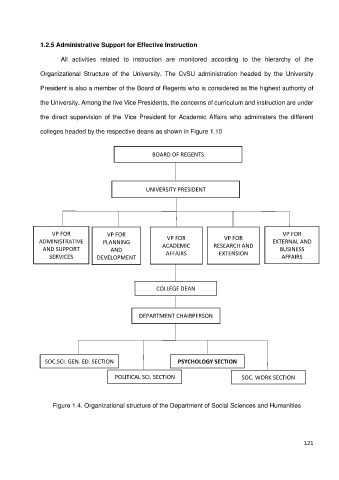 1.2.5 Administrative Support for Effective Instruction
All activities related to instruction are monitored according to the hierarchy of the
Organizational Structure of the University. The CvSU administration headed by the University
President is also a member of the Board of Regents who is considered as the highest authority of
the University. Among the five Vice Presidents, the concerns of curriculum and instruction are under
the direct supervision of the Vice President for Academic Affairs who administers the different
colleges headed by the respective deans as shown in Figure 1.10
BOARD OF REGENTS
UNIVERSITY PRESIDENT
VP FOR
ADMINISTRATIVE
AND SUPPORT
SERVICES
VP FOR
PLANNING
AND
DEVELOPMENT
VP FOR
ACADEMIC
AFFAIRS
VP FOR
RESEARCH AND
EXTENSION
VP FOR
EXTERNAL AND
BUSINESS
AFFAIRS
COLLEGE DEAN
DEPARTMENT CHAIRPERSON
SOC.SCI. GEN. ED. SECTION
PSYCHOLOGY SECTION
POLITICAL SCI. SECTION
SOC. WORK SECTION
Figure 1.4. Organizational structure of the Department of Social Sciences and Humanities
121